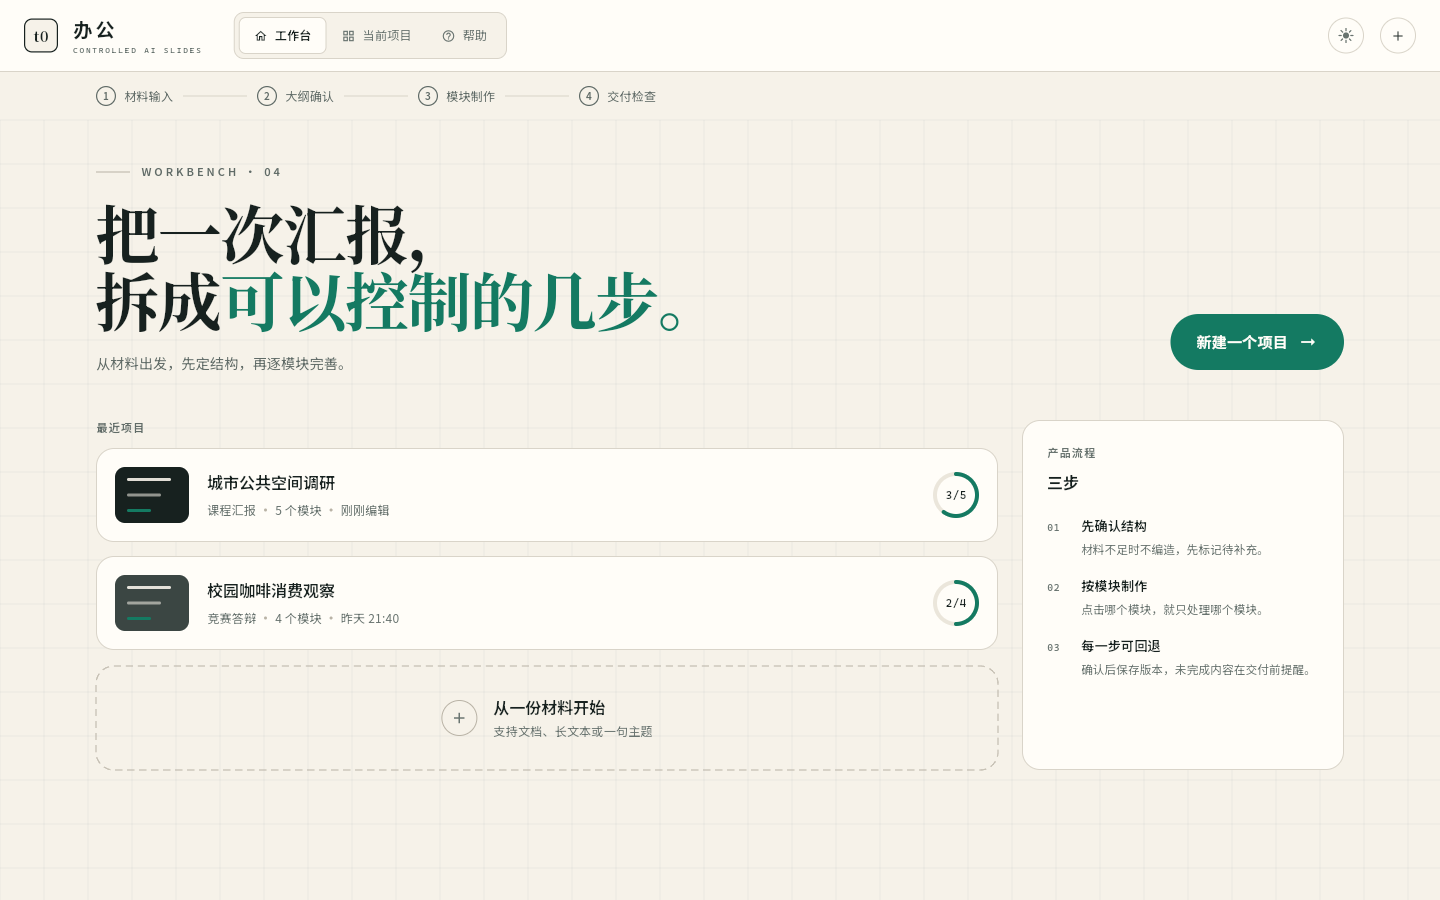 t0
办公
CONTROLLED AI SLIDES
工作台
当前项目
帮助
1 材料输入
2 大纲确认
3 模块制作
4 交付检查
WORKBENCH · 04
把一次汇报，
拆成可以控制的几步。
从材料出发，先定结构，再逐模块完善。
新建一个项目 →
最近项目
城市公共空间调研
课程汇报 • 5 个模块 • 刚刚编辑
3/5
校园咖啡消费观察
竞赛答辩 • 4 个模块 • 昨天 21:40
2/4
从一份材料开始
支持文档、长文本或一句主题
产品流程
三步
01 先确认结构
材料不足时不编造，先标记待补充。
02 按模块制作
点击哪个模块，就只处理哪个模块。
03 每一步可回退
确认后保存版本，未完成内容在交付前提醒。